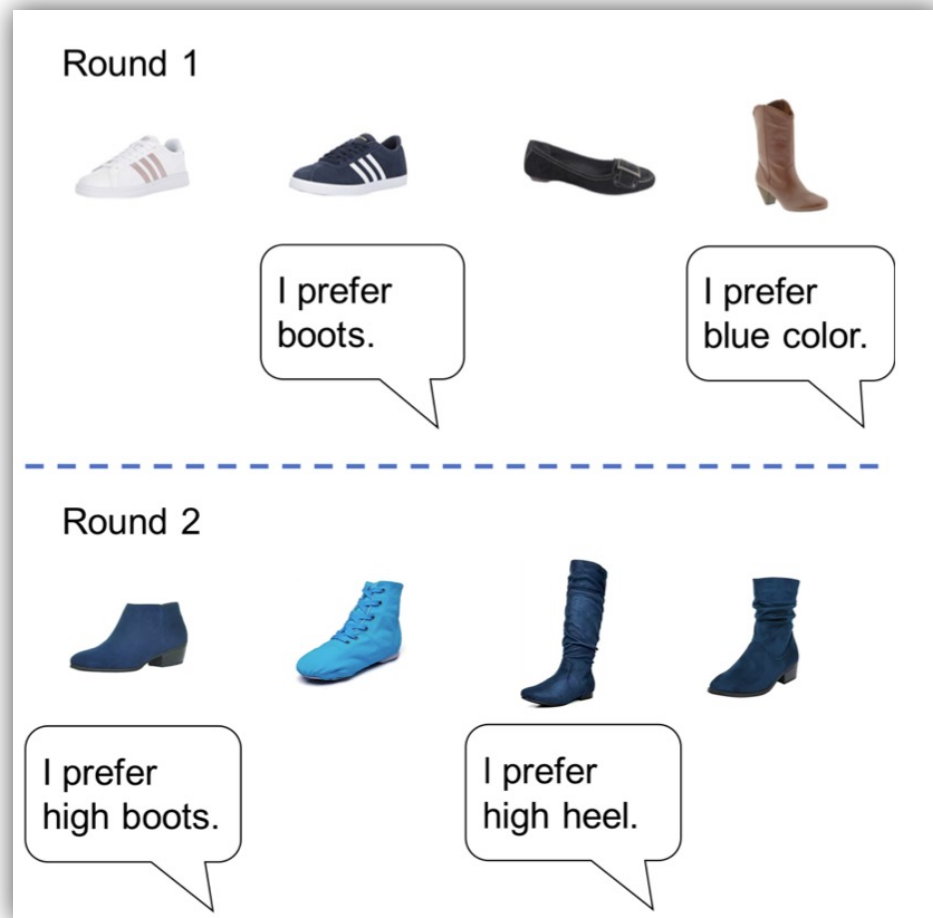 Round 1
I prefer
boots.
I prefer
blue color.
Round 2
I prefer
high boots.
I prefer
high heel.